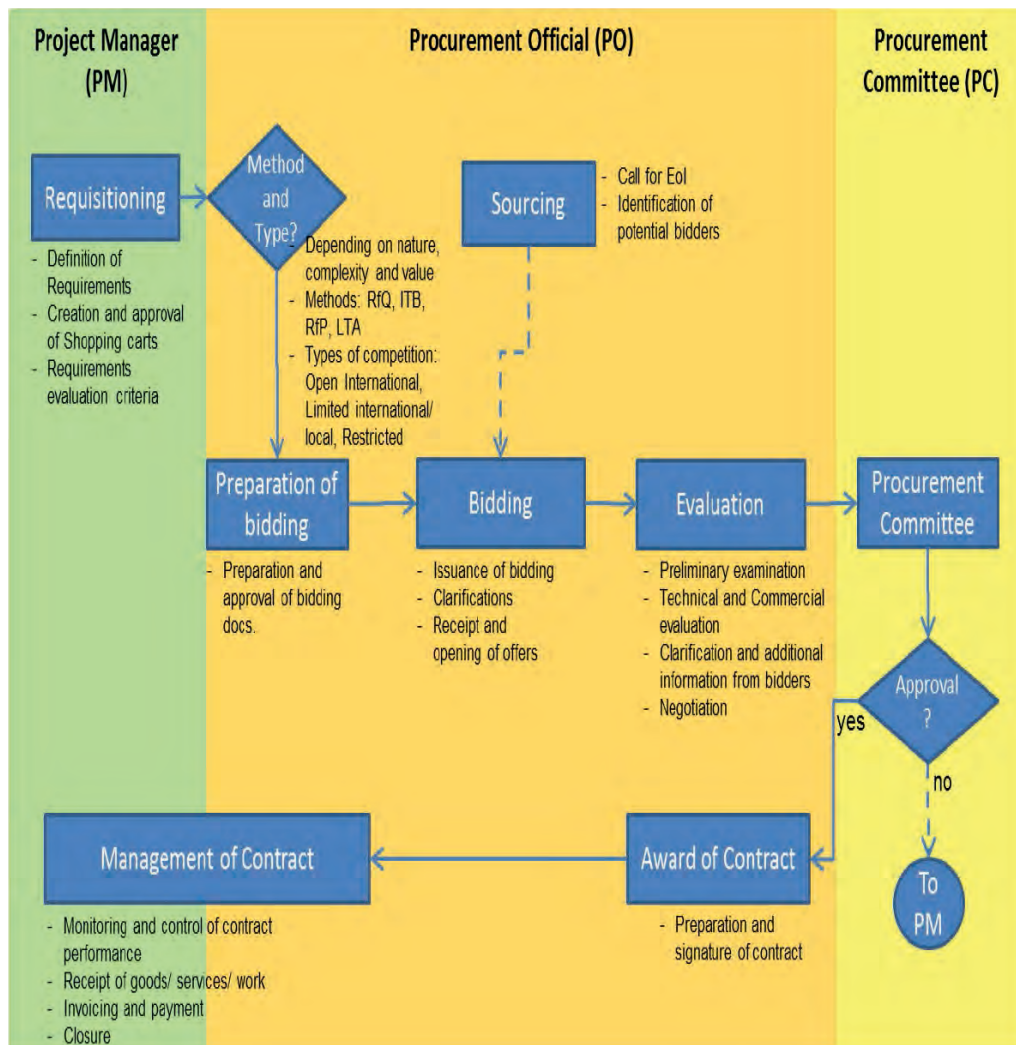 Project Manager
(PM)
Procurement Official (PO)
Procurement
Committee (PC)
Requisitioning
- Definition of
Requirements
- Creation and approval
of Shopping carts
- Requirements
evaluation criteria
Method
and
Type?
- Depending on nature,
complexity and value
- Methods: RfQ, ITB,
RfP, LTA
- Types of competition:
Open International,
Limited international/
local, Restricted
Sourcing
- Call for EoI
- Identification of
potential bidders
Preparation of
bidding
- Preparation and
approval of bidding
docs.
Bidding
- Issuance of bidding
- Clarifications
- Receipt and
opening of offers
Evaluation
- Preliminary examination
- Technical and Commercial
evaluation
- Clarification and additional
information from bidders
- Negotiation
Procurement
Committee
Approval
?
yes
no
To
PM
Award of Contract
- Preparation and
signature of contract
Management of Contract
- Monitoring and control of contract
performance
- Receipt of goods/ services/ work
- Invoicing and payment
- Closure